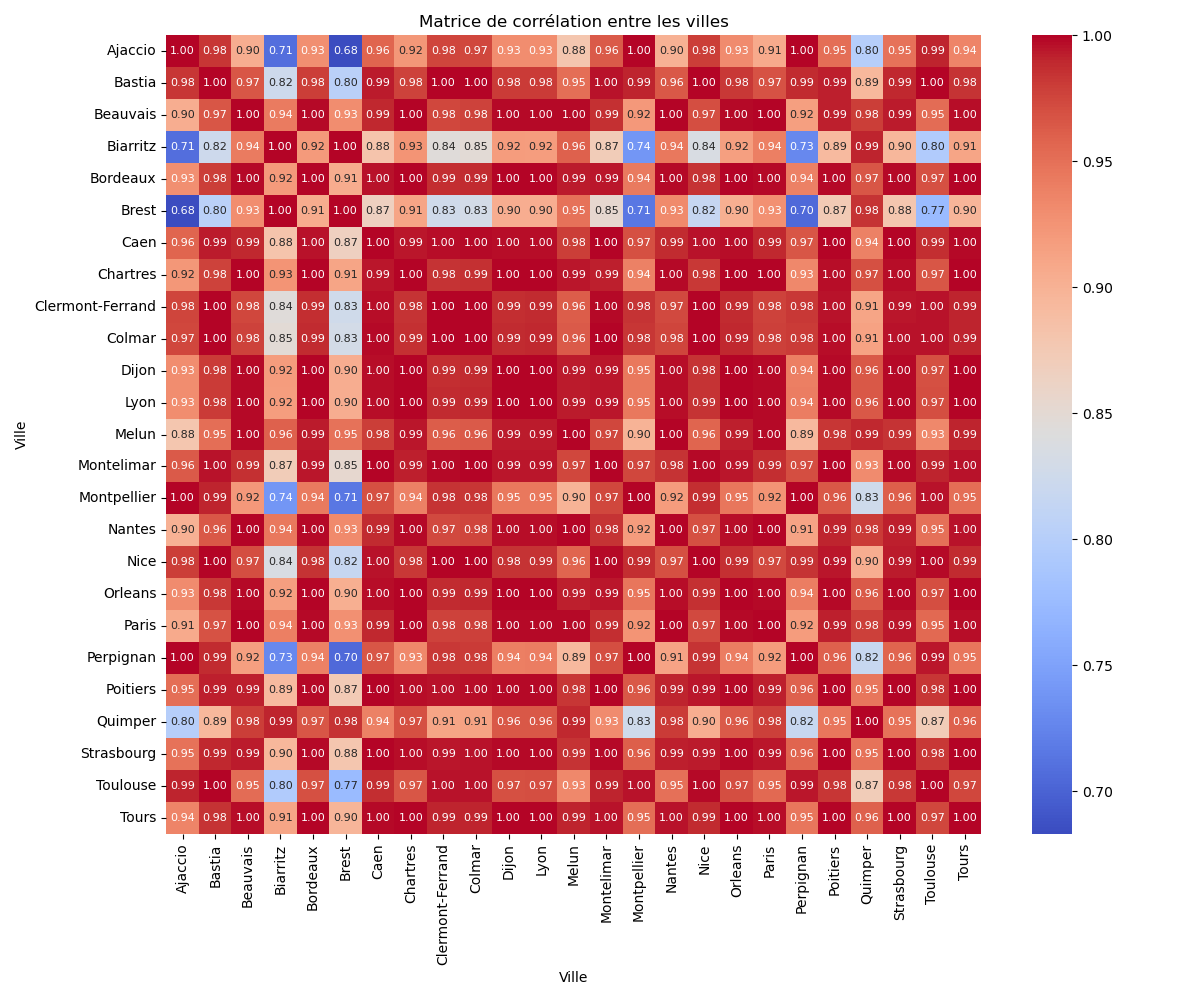 Matrice de corrélation entre les villes
Ajaccio 1.00 0.98 0.90 0.71 0.93 0.68 0.96 0.92 0.98 0.97 0.93 0.93 0.88 0.96 1.00 0.90 0.98 0.93 0.91 1.00 0.95 0.80 0.95 0.99 0.94
Bastia 0.98 1.00 0.97 0.82 0.98 0.80 0.99 0.98 1.00 1.00 0.98 0.98 0.95 1.00 0.99 0.96 1.00 0.98 0.97 0.99 0.99 0.89 0.99 1.00 0.98
Beauvais 0.90 0.97 1.00 0.94 1.00 0.93 0.99 1.00 0.98 0.98 1.00 1.00 1.00 0.99 0.92 1.00 0.97 1.00 1.00 0.92 0.99 0.98 0.99 0.95 1.00
Biarritz 0.71 0.82 0.94 1.00 0.92 1.00 0.88 0.93 0.84 0.85 0.92 0.92 0.96 0.87 0.74 0.94 0.84 0.92 0.94 0.73 0.89 0.99 0.90 0.80 0.91
Bordeaux 0.93 0.98 1.00 0.92 1.00 0.91 1.00 1.00 0.99 0.99 1.00 1.00 0.99 0.99 0.94 1.00 0.98 1.00 1.00 0.94 1.00 0.97 1.00 0.97 1.00
Brest 0.68 0.80 0.93 1.00 0.91 1.00 0.87 0.91 0.83 0.83 0.90 0.90 0.95 0.85 0.71 0.93 0.82 0.90 0.93 0.70 0.87 0.98 0.88 0.77 0.90
Caen 0.96 0.99 0.99 0.88 1.00 0.87 1.00 0.99 1.00 1.00 1.00 1.00 0.98 1.00 0.97 0.99 1.00 1.00 0.99 0.97 1.00 0.94 1.00 0.99 1.00
Chartres 0.92 0.98 1.00 0.93 1.00 0.91 0.99 1.00 0.98 0.99 1.00 1.00 0.99 0.99 0.94 1.00 0.98 1.00 1.00 0.93 1.00 0.97 1.00 0.97 1.00
Clermont-Ferrand 0.98 1.00 0.98 0.84 0.99 0.83 1.00 0.98 1.00 1.00 0.99 0.99 0.96 1.00 0.98 0.97 1.00 0.99 0.98 0.98 1.00 0.91 0.99 1.00 0.99
Colmar 0.97 1.00 0.98 0.85 0.99 0.83 1.00 0.99 1.00 1.00 0.99 0.99 0.96 1.00 0.98 0.98 1.00 0.99 0.98 0.98 1.00 0.91 1.00 1.00 0.99
Dijon 0.93 0.98 1.00 0.92 1.00 0.90 1.00 1.00 0.99 0.99 1.00 1.00 0.99 0.99 0.95 1.00 0.98 1.00 1.00 0.94 1.00 0.96 1.00 0.97 1.00
Lyon 0.93 0.98 1.00 0.92 1.00 0.90 1.00 1.00 0.99 0.99 1.00 1.00 0.99 0.99 0.95 1.00 0.99 1.00 1.00 0.94 1.00 0.96 1.00 0.97 1.00
Melun 0.88 0.95 1.00 0.96 0.99 0.95 0.98 0.99 0.96 0.96 0.99 0.99 1.00 0.97 0.90 1.00 0.96 0.99 1.00 0.89 0.98 0.99 0.99 0.93 0.99
Montelimar 0.96 1.00 0.99 0.87 0.99 0.85 1.00 0.99 1.00 1.00 0.99 0.99 0.97 1.00 0.97 0.98 1.00 0.99 0.99 0.97 1.00 0.93 1.00 0.99 1.00
Montpellier 1.00 0.99 0.92 0.74 0.94 0.71 0.97 0.94 0.98 0.98 0.95 0.95 0.90 0.97 1.00 0.92 0.99 0.95 0.92 1.00 0.96 0.83 0.96 1.00 0.95
Nantes 0.90 0.96 1.00 0.94 1.00 0.93 0.99 1.00 0.97 0.98 1.00 1.00 1.00 0.98 0.92 1.00 0.97 1.00 1.00 0.91 0.99 0.98 0.99 0.95 1.00
Nice 0.98 1.00 0.97 0.84 0.98 0.82 1.00 0.98 1.00 1.00 0.98 0.99 0.96 1.00 0.99 0.97 1.00 0.99 0.97 0.99 0.99 0.90 0.99 1.00 0.99
Orleans 0.93 0.98 1.00 0.92 1.00 0.90 1.00 1.00 0.99 0.99 1.00 1.00 0.99 0.99 0.95 1.00 0.99 1.00 1.00 0.94 1.00 0.96 1.00 0.97 1.00
Paris 0.91 0.97 1.00 0.94 1.00 0.93 0.99 1.00 0.98 0.98 1.00 1.00 1.00 0.99 0.92 1.00 0.97 1.00 1.00 0.92 0.99 0.98 0.99 0.95 1.00
Perpignan 1.00 0.99 0.92 0.73 0.94 0.70 0.97 0.93 0.98 0.98 0.94 0.94 0.89 0.97 1.00 0.91 0.99 0.94 0.92 1.00 0.96 0.82 0.96 0.99 0.95
Poitiers 0.95 0.99 0.99 0.89 1.00 0.87 1.00 1.00 1.00 1.00 1.00 1.00 0.98 1.00 0.96 0.99 0.99 1.00 0.99 0.96 1.00 0.95 1.00 0.98 1.00
Quimper 0.80 0.89 0.98 0.99 0.97 0.98 0.94 0.97 0.91 0.91 0.96 0.96 0.99 0.93 0.83 0.98 0.90 0.96 0.98 0.82 0.95 1.00 0.95 0.87 0.96
Strasbourg 0.95 0.99 0.99 0.90 1.00 0.88 1.00 1.00 0.99 1.00 1.00 1.00 0.99 1.00 0.96 0.99 0.99 1.00 0.99 0.96 1.00 0.95 1.00 0.98 1.00
Toulouse 0.99 1.00 0.95 0.80 0.97 0.77 0.99 0.97 1.00 1.00 0.97 0.97 0.93 0.99 1.00 0.95 1.00 0.97 0.95 0.99 0.98 0.87 0.98 1.00 0.97
Tours 0.94 0.98 1.00 0.91 1.00 0.90 1.00 1.00 0.99 0.99 1.00 1.00 0.99 1.00 0.95 1.00 0.99 1.00 1.00 0.95 1.00 0.96 1.00 0.97 1.00
Ville
Ajaccio Bastia Beauvais Biarritz Bordeaux Brest Caen Chartres Clermont-Ferrand Colmar Dijon Lyon Melun Montelimar Montpellier Nantes Nice Orleans Paris Perpignan Poitiers Quimper Strasbourg Toulouse Tours
Ville
1.00
0.95
0.90
0.85
0.80
0.75
0.70